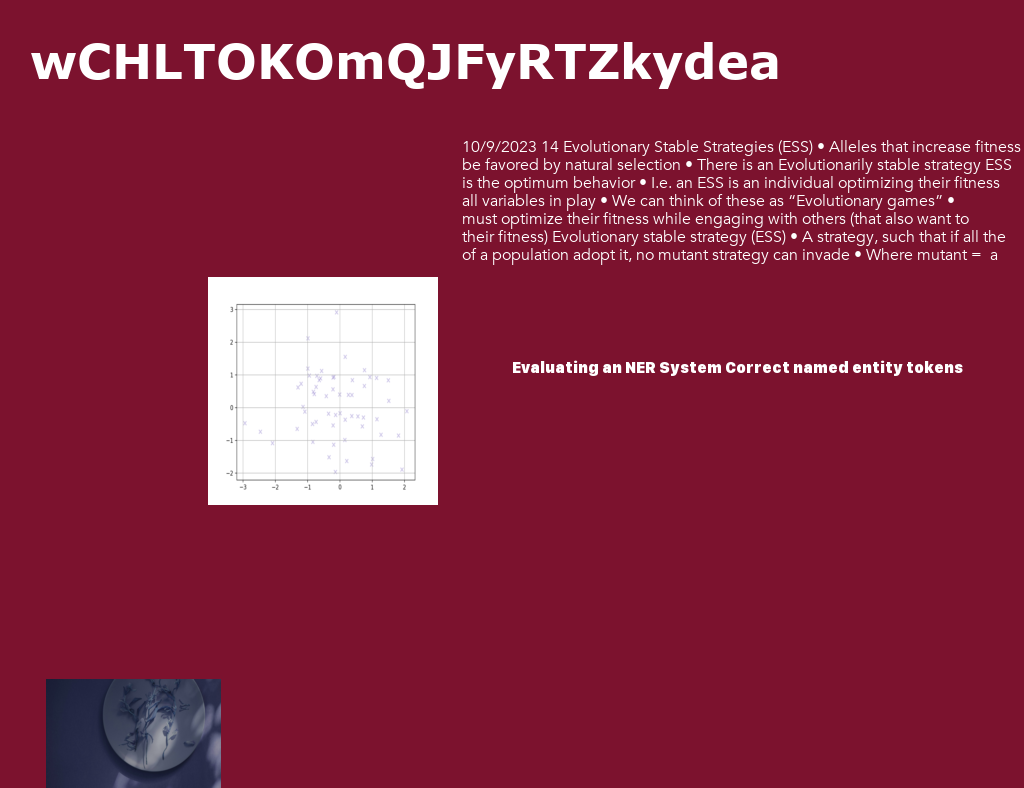 wCHLTOKOmQJFyRTZkydea
10/9/2023 14 Evolutionary Stable Strategies (ESS) • Alleles that increase fitness
be favored by natural selection • There is an Evolutionarily stable strategy ESS
is the optimum behavior • I.e. an ESS is an individual optimizing their fitness
all variables in play • We can think of these as “Evolutionary games” •
must optimize their fitness while engaging with others (that also want to
their fitness) Evolutionary stable strategy (ESS) • A strategy, such that if all the
of a population adopt it, no mutant strategy can invade • Where mutant = a
3
2
1
0
−1
−2
−3 −2 −1 0 1 2
Evaluating an NER System Correct named entity tokens